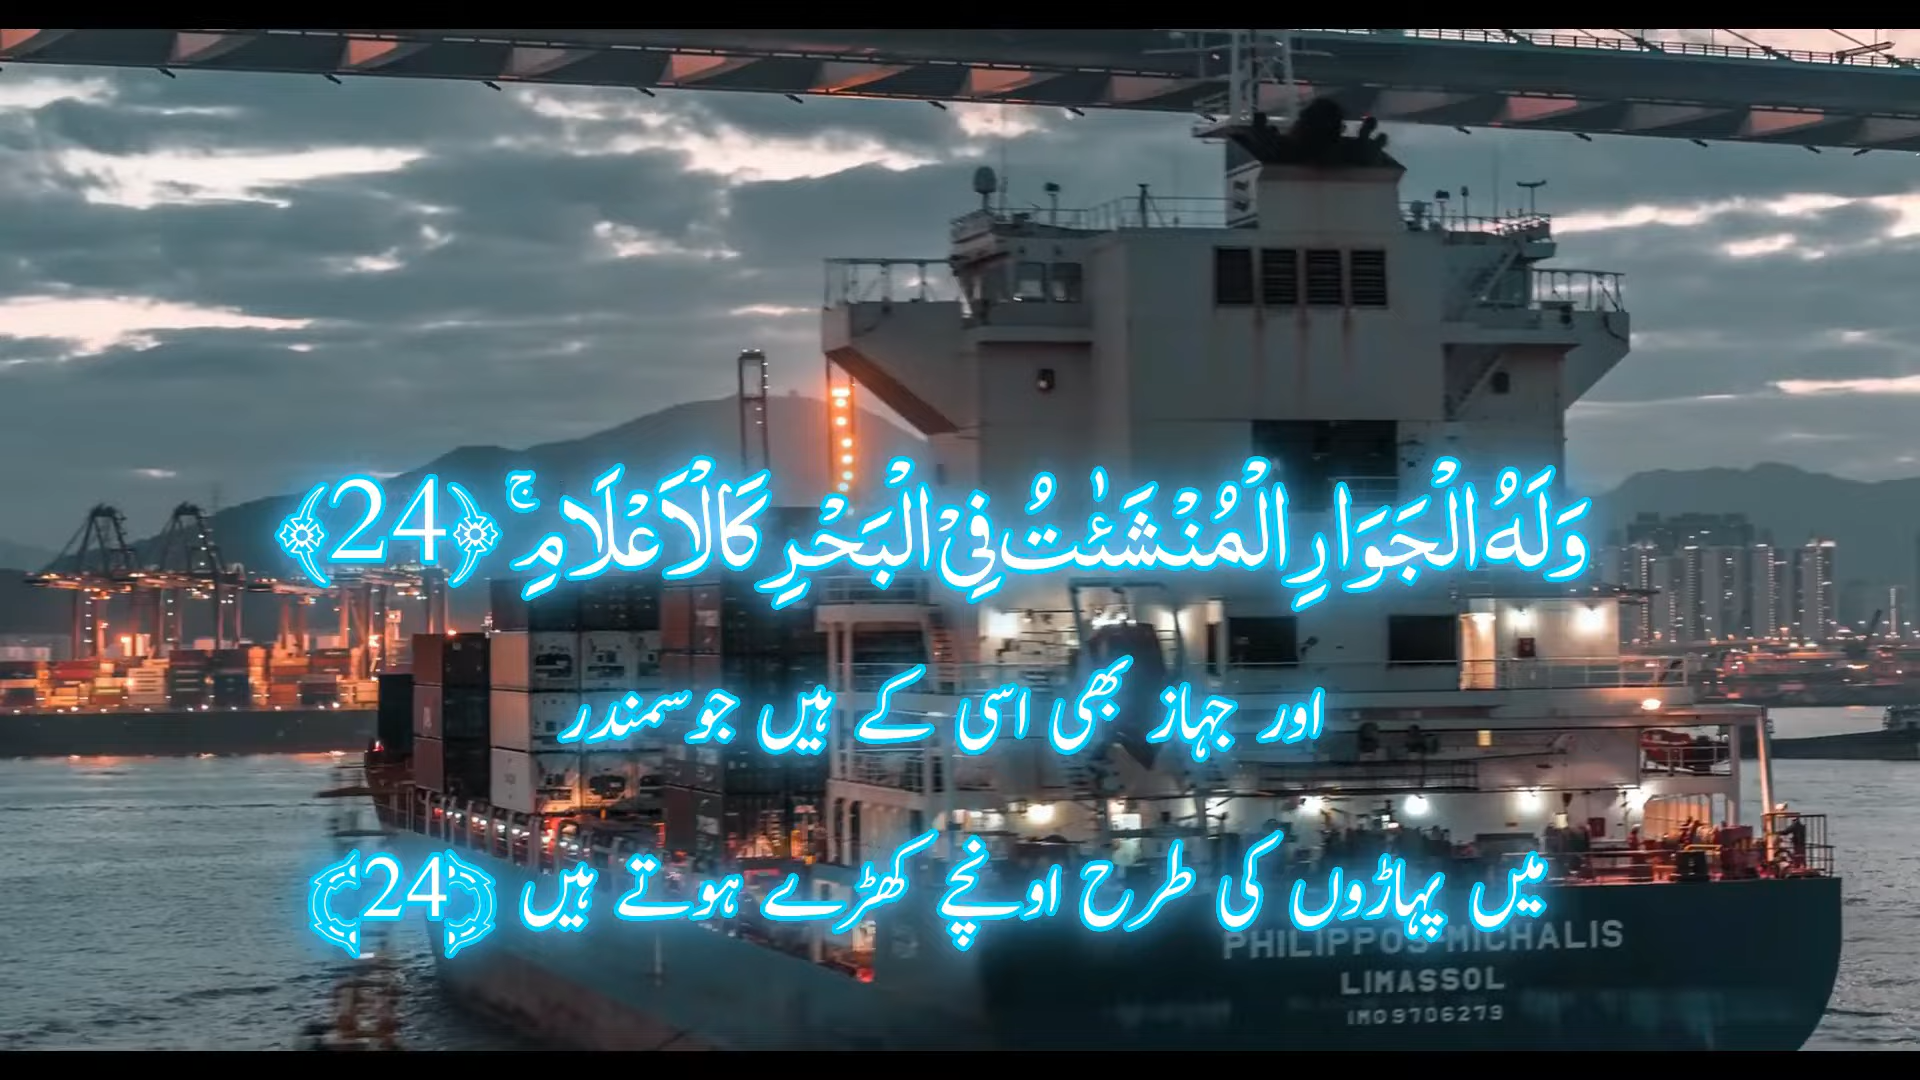 وَلَهُ الْجَوَارِ الْمُنْشَـٰٔتُ فِى الْبَحْرِ كَالْاَعْلَامِ ۚ ﴿24﴾
اور جہاز بھی اسی کے ہیں جو سمندر
میں پہاڑوں کی طرح اونچے کھڑے ہوتے ہیں ﴿24﴾
PHILIPPOS-MICHALIS
LIMASSOL
IMO9706279